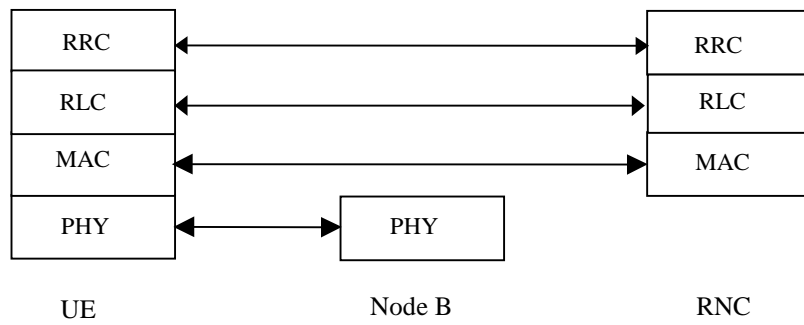 RRC RRC
RLC RLC
MAC MAC
PHY PHY
UE Node B RNC